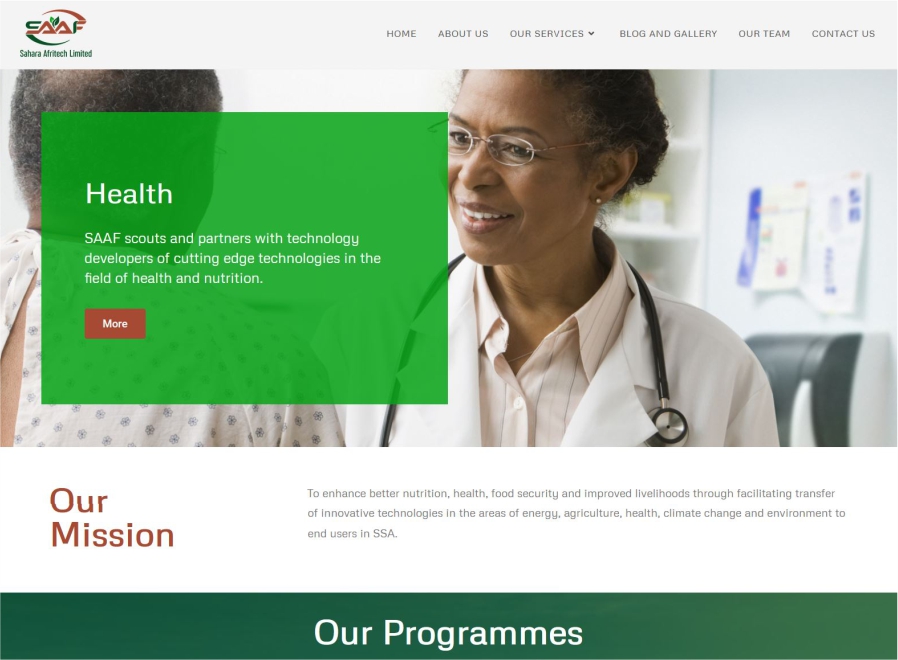 SAAF
Sahara Afritech Limited
HOME ABOUT US OUR SERVICES BLOG AND GALLERY OUR TEAM CONTACT US
Health
SAAF scouts and partners with technology
developers of cutting edge technologies in the
field of health and nutrition.
More
Our
Mission
To enhance better nutrition, health, food security and improved livelihoods through facilitating transfer
of innovative technologies in the areas of energy, agriculture, health, climate change and environment to
end users in SSA.
Our Programmes